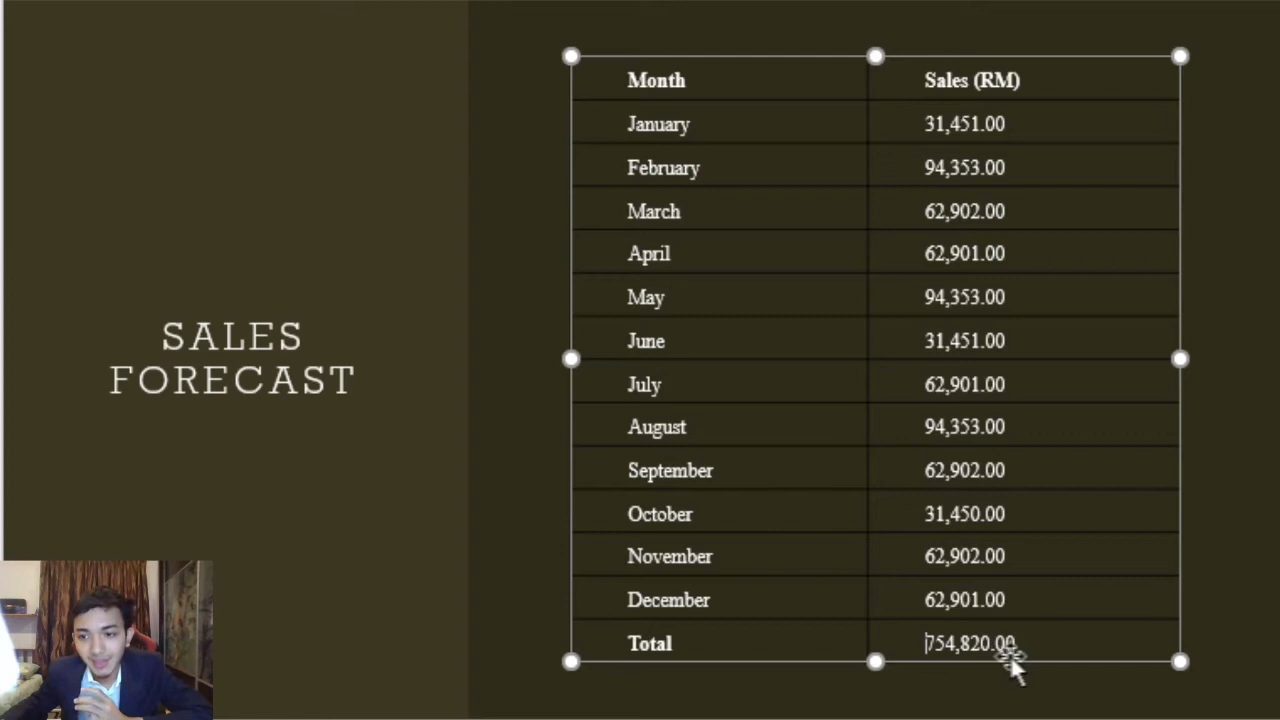 SALES
FORECAST
Month Sales (RM)
January 31,451.00
February 94,353.00
March 62,902.00
April 62,901.00
May 94,353.00
June 31,451.00
July 62,901.00
August 94,353.00
September 62,902.00
October 31,450.00
November 62,902.00
December 62,901.00
Total 754,820.00